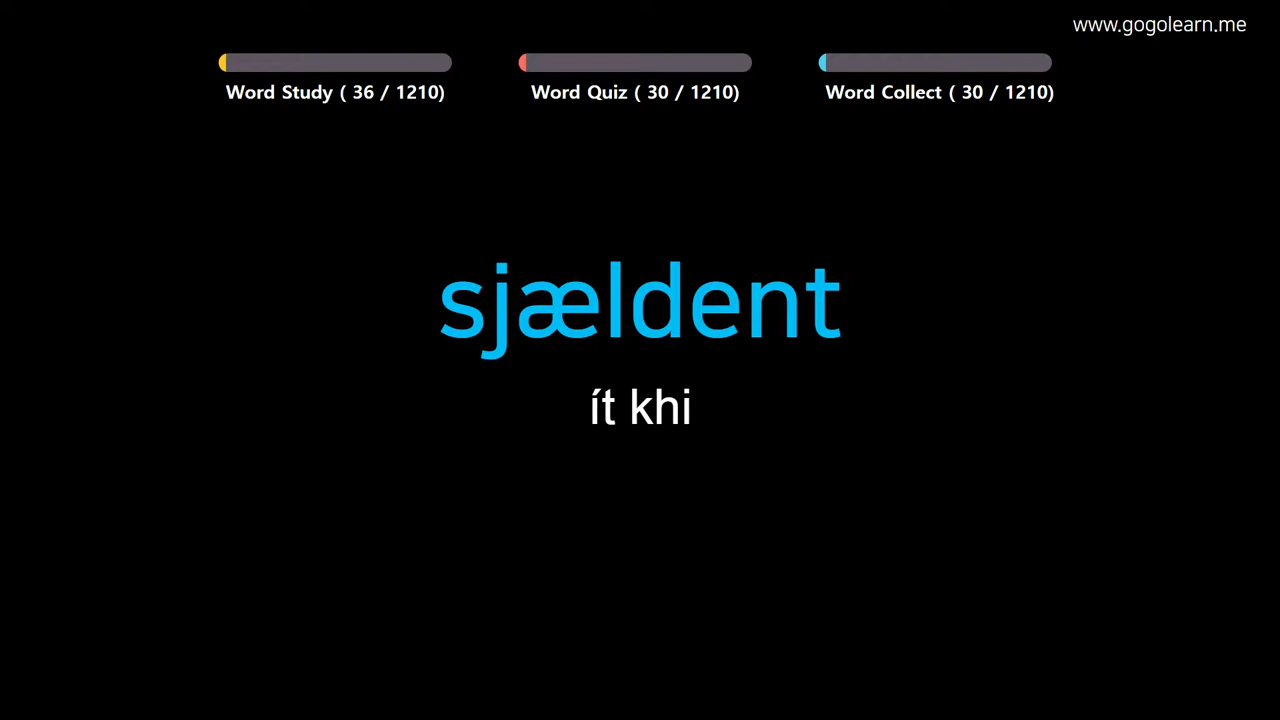 www.gogolearn.me
Word Study ( 36 / 1210)
Word Quiz ( 30 / 1210)
Word Collect ( 30 / 1210)
sjældent
ít khi